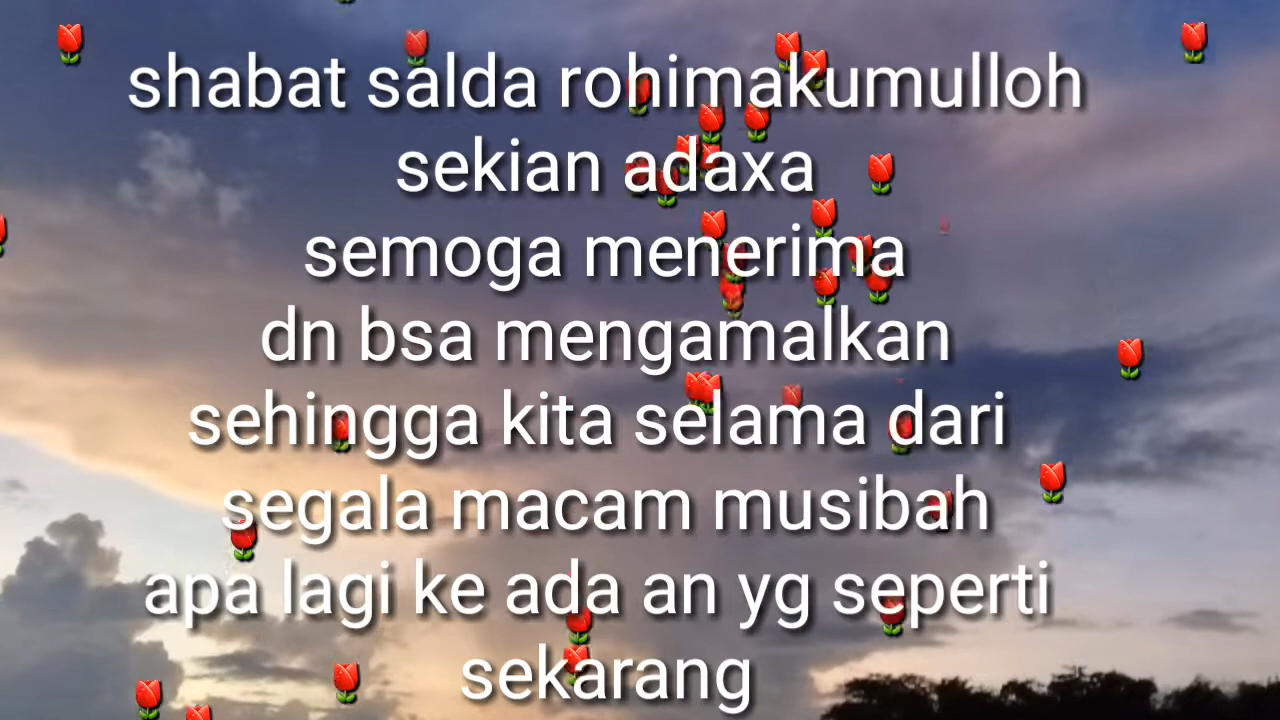 shabat salda rohimakumulloh
sekian adaxa
semoga menerima
dn bsa mengamalkan
sehingga kita selama dari
segala macam musibah
apa lagi ke ada an yg seperti
sekarang